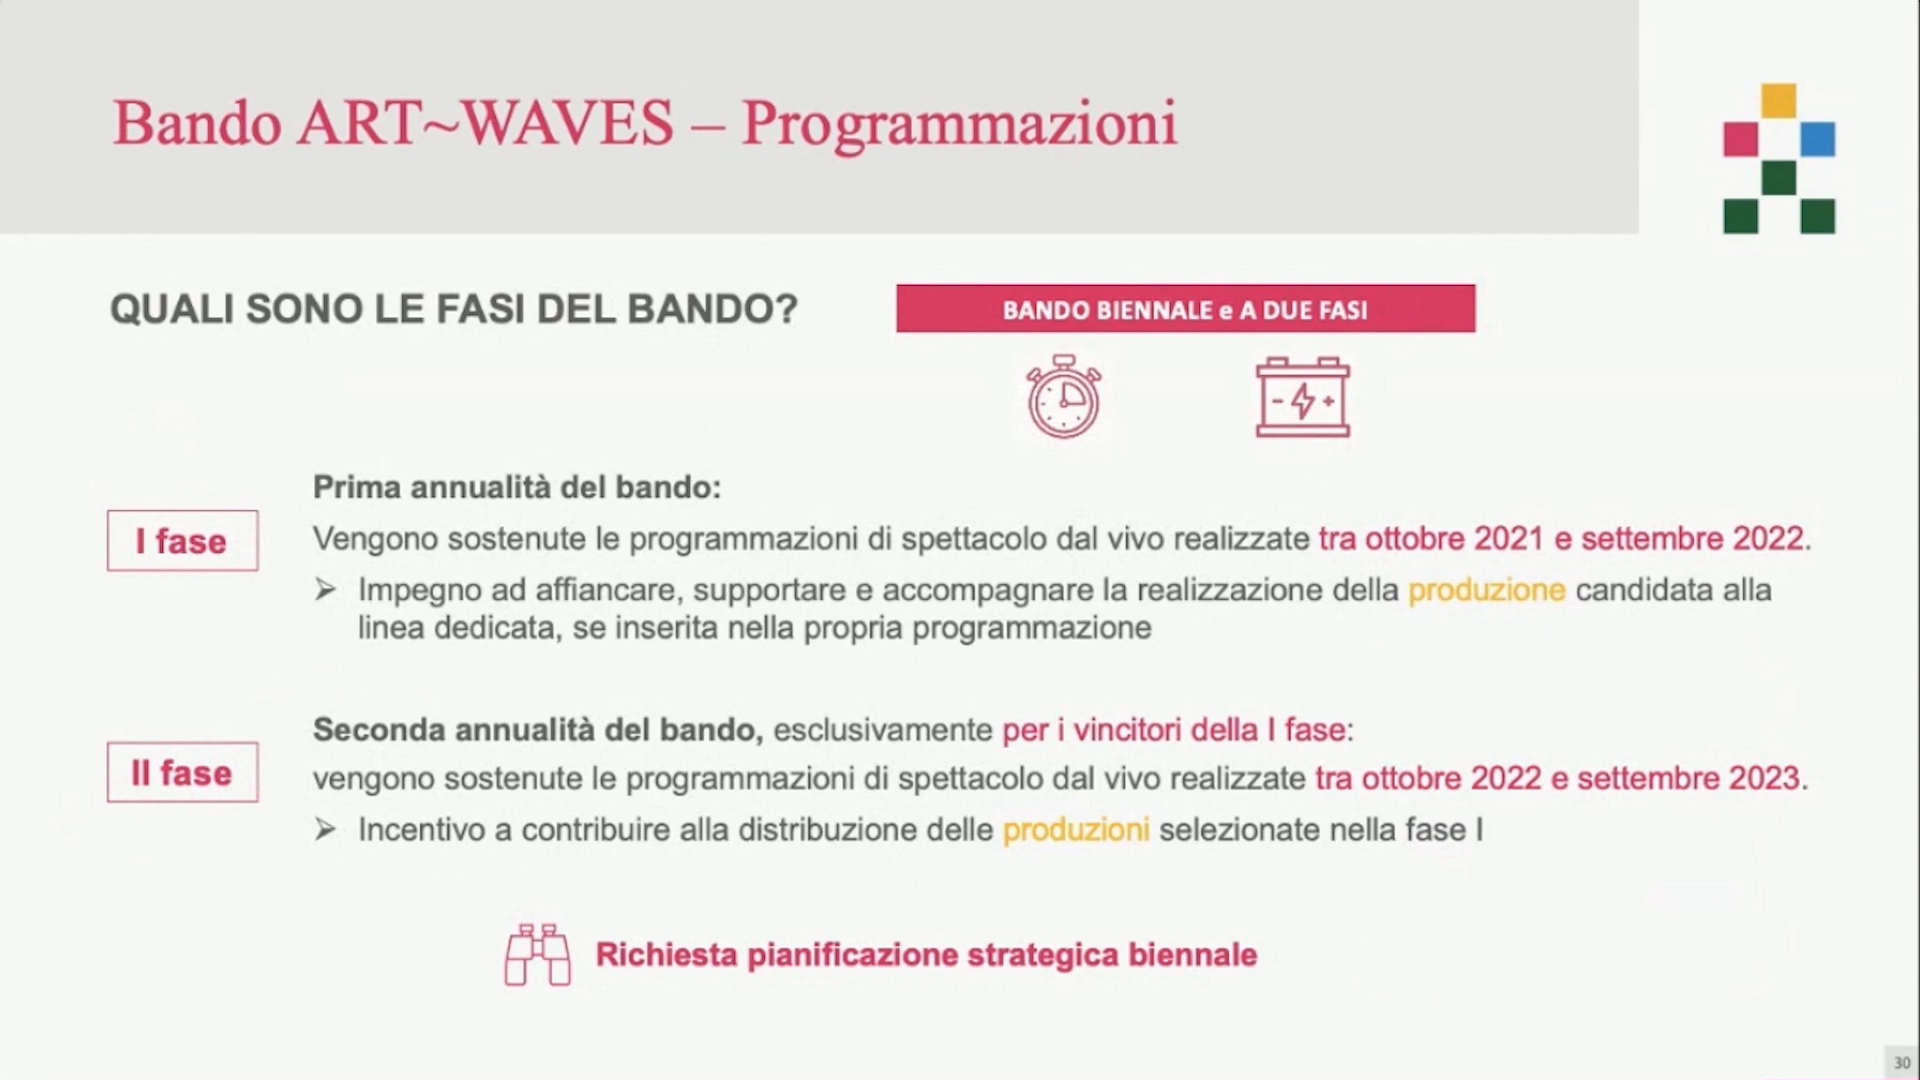 Bando ART~WAVES – Programmazioni
QUALI SONO LE FASI DEL BANDO?
BANDO BIENNALE e A DUE FASI
Prima annualità del bando:
I fase
Vengono sostenute le programmazioni di spettacolo dal vivo realizzate tra ottobre 2021 e settembre 2022.
➢ Impegno ad affiancare, supportare e accompagnare la realizzazione della produzione candidata alla
linea dedicata, se inserita nella propria programmazione
Seconda annualità del bando, esclusivamente per i vincitori della I fase:
II fase
vengono sostenute le programmazioni di spettacolo dal vivo realizzate tra ottobre 2022 e settembre 2023.
➢ Incentivo a contribuire alla distribuzione delle produzioni selezionate nella fase I
Richiesta pianificazione strategica biennale
30